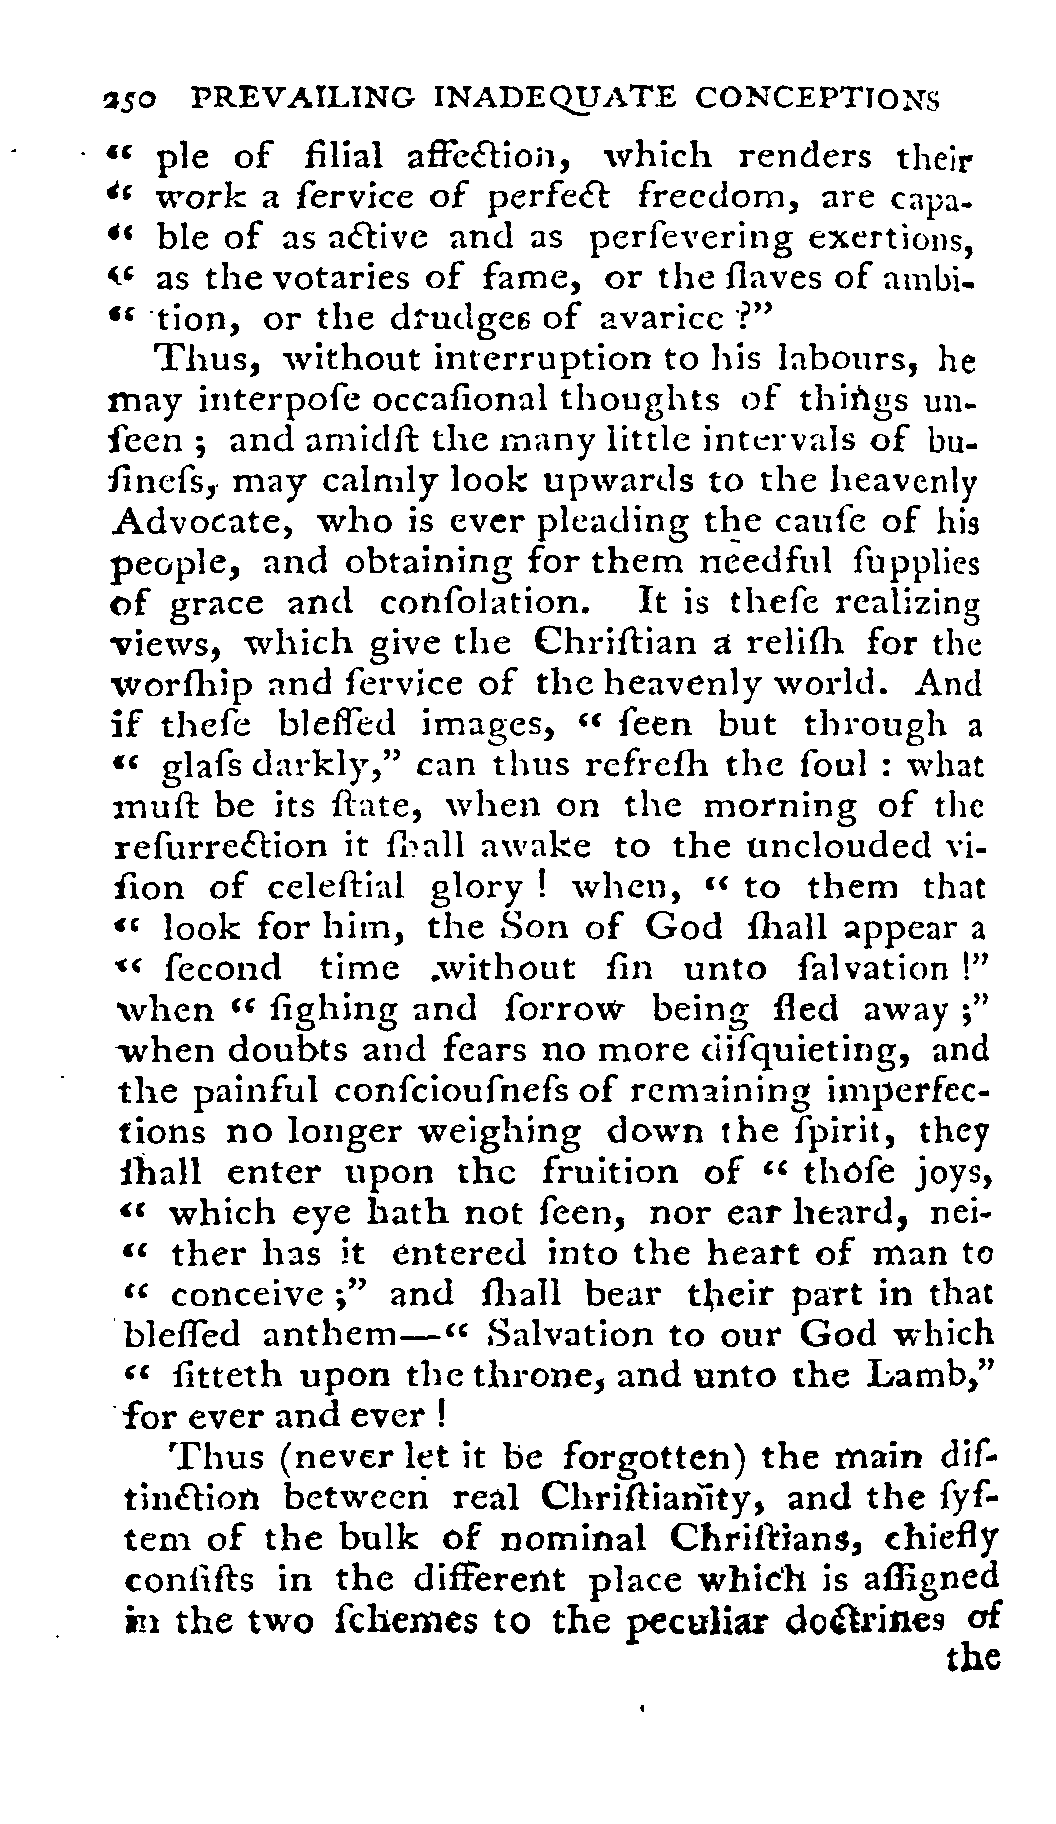 250 PREVAILING INADEQUATE CONCEPTIONS
“ ple of filial affection, which renders their
“ work a ſervice of perfect freedom, are capa-
“ ble of as active and as perſevering exertions,
“ as the votaries of fame, or the ſlaves of ambi-
“ tion, or the drudges of avarice ?”
Thus, without interruption to his labours, he
may interpoſe occaſional thoughts of things un-
ſeen ; and amidſt the many little intervals of bu-
ſineſs, may calmly look upwards to the heavenly
Advocate, who is ever pleading the cauſe of his
people, and obtaining for them needful ſupplies
of grace and conſolation. It is theſe realizing
views, which give the Chriſtian a reliſh for the
worſhip and ſervice of the heavenly world. And
if theſe bleſſed images, “ ſeen but through a
“ glaſs darkly,” can thus refreſh the ſoul : what
muſt be its ſtate, when on the morning of the
reſurrection it ſhall awake to the unclouded vi-
ſion of celeſtial glory ! when, “ to them that
“ look for him, the Son of God ſhall appear a
“ ſecond time without ſin unto ſalvation !”
when “ ſighing and ſorrow being fled away ;”
when doubts and fears no more diſquieting, and
the painful conſciouſneſs of remaining imperfec-
tions no longer weighing down the ſpirit, they
ſhall enter upon the fruition of “ thoſe joys,
“ which eye hath not ſeen, nor ear heard, nei-
“ ther has it entered into the heart of man to
“ conceive ;” and ſhall bear their part in that
bleſſed anthem—“ Salvation to our God which
“ ſitteth upon the throne, and unto the Lamb,”
for ever and ever !
Thus (never let it be forgotten) the main diſ-
tinction between real Chriſtianity, and the ſyſ-
tem of the bulk of nominal Chriſtians, chiefly
conſiſts in the different place which is aſſigned
in the two ſchemes to the peculiar doctrines of
the